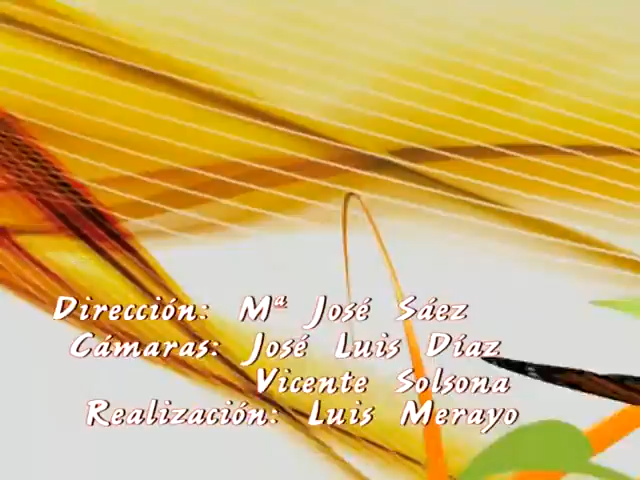 Dirección: Mª José Sáez
Cámaras: José Luis Díaz
Vicente Solsona
Realización: Luis Merayo